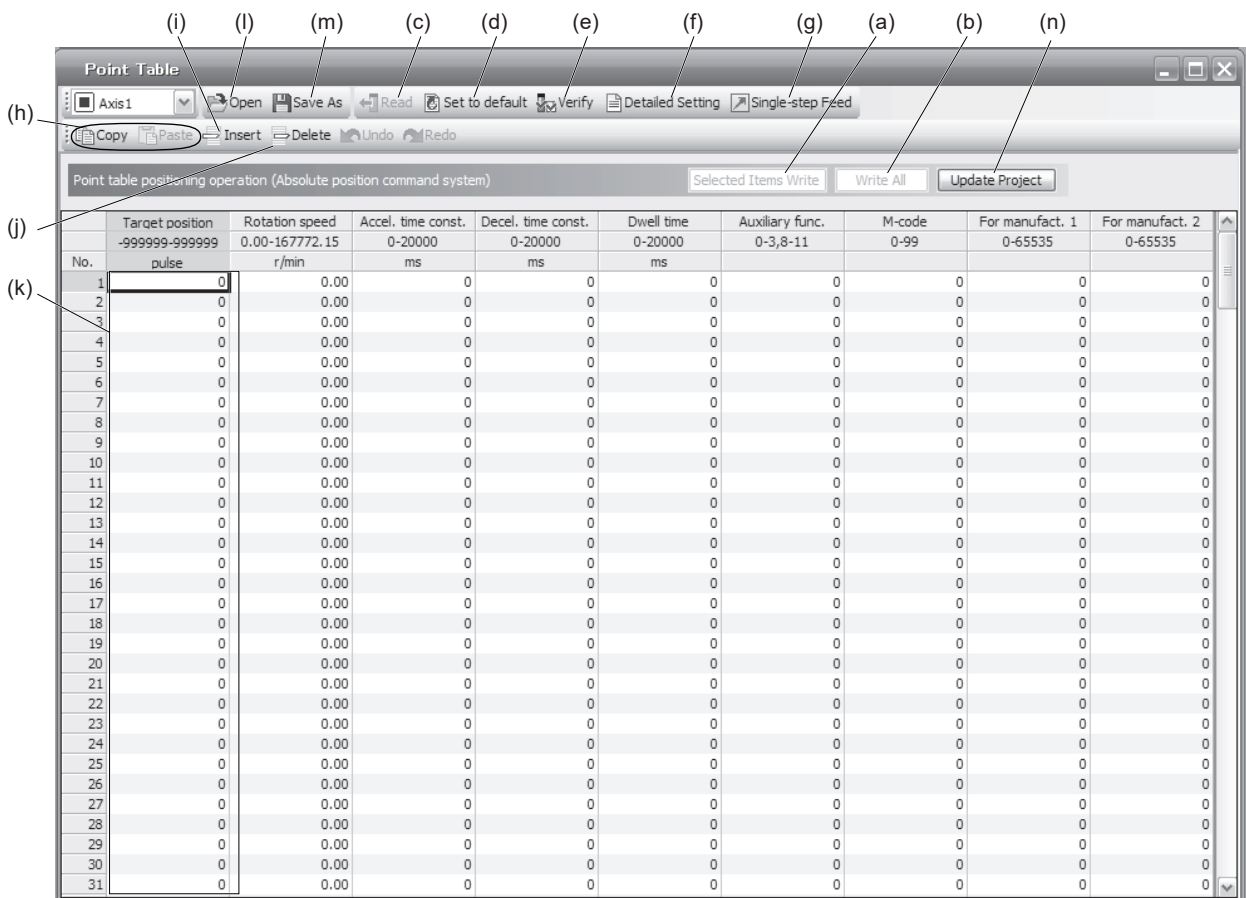 (i) (l) (m) (c) (d) (e) (f) (g) (a) (b) (n)
Point Table
Axis1 Open Save As Read Set to default Verify Detailed Setting Single-step Feed
(h)
Copy Paste Insert Delete Undo Redo
Point table positioning operation (Absolute position command system) Selected Items Write Write All Update Project
(j)
Target position Rotation speed Accel. time const. Decel. time const. Dwell time Auxiliary func. M-code For manufact. 1 For manufact. 2
-999999-999999 0.00-167772.15 0-20000 0-20000 0-20000 0-3,8-11 0-99 0-65535 0-65535
No. pulse r/min ms ms ms
(k)
1 0 0.00 0 0 0 0 0 0 0
2 0 0.00 0 0 0 0 0 0 0
3 0 0.00 0 0 0 0 0 0 0
4 0 0.00 0 0 0 0 0 0 0
5 0 0.00 0 0 0 0 0 0 0
6 0 0.00 0 0 0 0 0 0 0
7 0 0.00 0 0 0 0 0 0 0
8 0 0.00 0 0 0 0 0 0 0
9 0 0.00 0 0 0 0 0 0 0
10 0 0.00 0 0 0 0 0 0 0
11 0 0.00 0 0 0 0 0 0 0
12 0 0.00 0 0 0 0 0 0 0
13 0 0.00 0 0 0 0 0 0 0
14 0 0.00 0 0 0 0 0 0 0
15 0 0.00 0 0 0 0 0 0 0
16 0 0.00 0 0 0 0 0 0 0
17 0 0.00 0 0 0 0 0 0 0
18 0 0.00 0 0 0 0 0 0 0
19 0 0.00 0 0 0 0 0 0 0
20 0 0.00 0 0 0 0 0 0 0
21 0 0.00 0 0 0 0 0 0 0
22 0 0.00 0 0 0 0 0 0 0
23 0 0.00 0 0 0 0 0 0 0
24 0 0.00 0 0 0 0 0 0 0
25 0 0.00 0 0 0 0 0 0 0
26 0 0.00 0 0 0 0 0 0 0
27 0 0.00 0 0 0 0 0 0 0
28 0 0.00 0 0 0 0 0 0 0
29 0 0.00 0 0 0 0 0 0 0
30 0 0.00 0 0 0 0 0 0 0
31 0 0.00 0 0 0 0 0 0 0